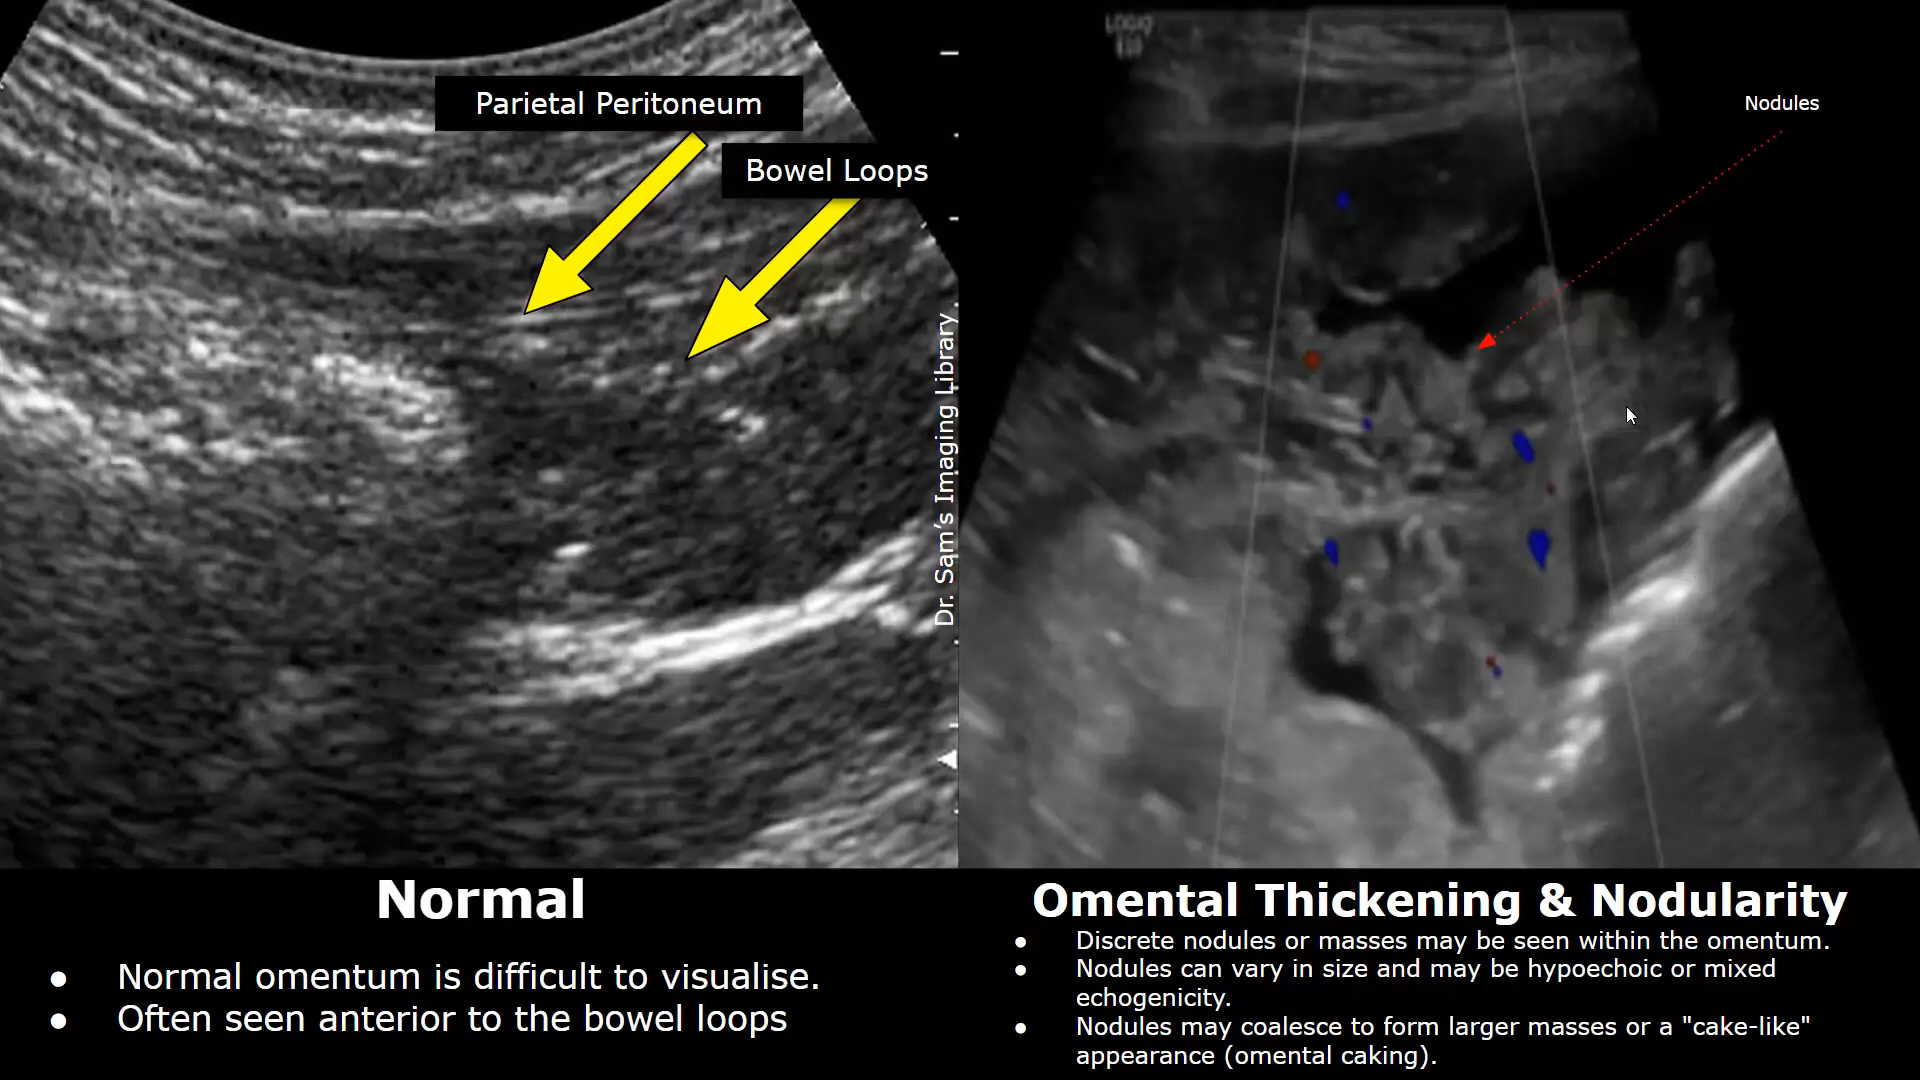 LOGIQ
E10
Parietal Peritoneum
Nodules
Bowel Loops
Dr. Sam's Imaging Library
Normal
● Normal omentum is difficult to visualise.
● Often seen anterior to the bowel loops
Omental Thickening & Nodularity
● Discrete nodules or masses may be seen within the omentum.
● Nodules can vary in size and may be hypoechoic or mixed
echogenicity.
● Nodules may coalesce to form larger masses or a "cake-like"
appearance (omental caking).